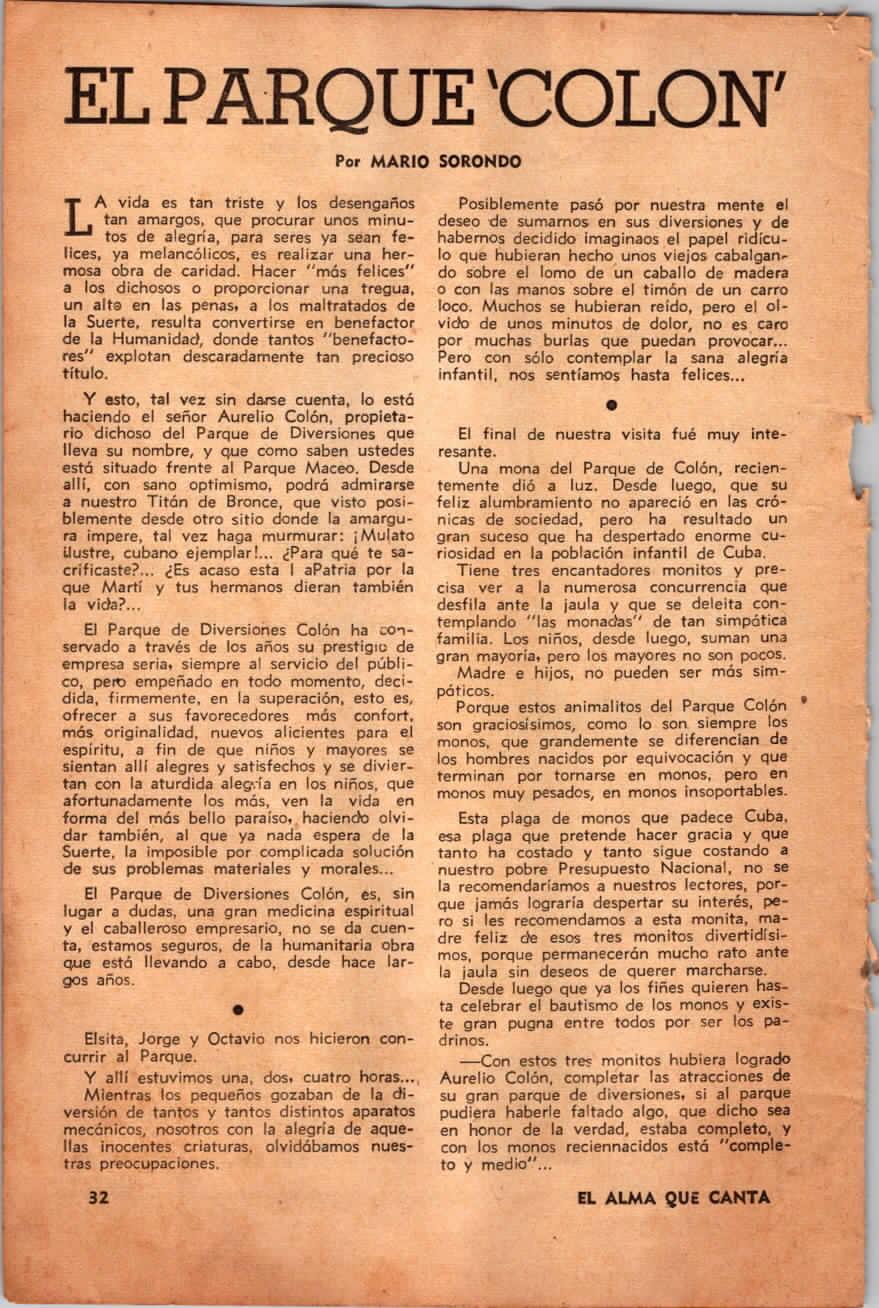 EL PARQUE 'COLON'
Por MARIO SORONDO
LA vida es tan triste y los desengaños
tan amargos, que procurar unos minu-
tos de alegría, para seres ya sean fe-
lices, ya melancólicos, es realizar una her-
mosa obra de caridad. Hacer "más felices"
a los dichosos o proporcionar una tregua,
un alto en las penas, a los maltratados de
la Suerte, resulta convertirse en benefactor
de la Humanidad, donde tantos "benefacto-
res" explotan descaradamente tan precioso
título.
Y esto, tal vez sin darse cuenta, lo está
haciendo el señor Aurelio Colón, propieta-
rio dichoso del Parque de Diversiones que
lleva su nombre, y que como saben ustedes
está situado frente al Parque Maceo. Desde
allí, con sano optimismo, podrá admirarse
a nuestro Titán de Bronce, que visto posi-
blemente desde otro sitio donde la amargu-
ra impere, tal vez haga murmurar: ¡Mulato
ilustre, cubano ejemplar!... ¿Para qué te sa-
crificaste?... ¿Es acaso esta l aPatria por la
que Martí y tus hermanos dieran también
la vida?...
El Parque de Diversiones Colón ha con-
servado a través de los años su prestigio de
empresa seria, siempre al servicio del públi-
co, pero empeñado en todo momento, deci-
dida, firmemente, en la superación, esto es,
ofrecer a sus favorecedores más confort,
más originalidad, nuevos alicientes para el
espíritu, a fin de que niños y mayores se
sientan allí alegres y satisfechos y se divier-
tan con la aturdida alegría en los niños, que
afortunadamente los más, ven la vida en
forma del más bello paraíso, haciendo olvi-
dar también, al que ya nada espera de la
Suerte, la imposible por complicada solución
de sus problemas materiales y morales...
El Parque de Diversiones Colón, es, sin
lugar a dudas, una gran medicina espiritual
y el caballeroso empresario, no se da cuen-
ta, estamos seguros, de la humanitaria obra
que está llevando a cabo, desde hace lar-
gos años.
●
Elsita, Jorge y Octavio nos hicieron con-
currir al Parque.
Y allí estuvimos una, dos, cuatro horas...
Mientras los pequeños gozaban de la di-
versión de tantos y tantos distintos aparatos
mecánicos, nosotros con la alegría de aque-
llas inocentes criaturas, olvidábamos nues-
tras preocupaciones.
Posiblemente pasó por nuestra mente el
deseo de sumarnos en sus diversiones y de
habernos decidido imaginaos el papel ridícu-
lo que hubieran hecho unos viejos cabalgan-
do sobre el lomo de un caballo de madera
o con las manos sobre el timón de un carro
loco. Muchos se hubieran reído, pero el ol-
vido de unos minutos de dolor, no es caro
por muchas burlas que puedan provocar...
Pero con sólo contemplar la sana alegría
infantil, nos sentíamos hasta felices...
●
El final de nuestra visita fué muy inte-
resante.
Una mona del Parque de Colón, recien-
temente dió a luz. Desde luego, que su
feliz alumbramiento no apareció en las cró-
nicas de sociedad, pero ha resultado un
gran suceso que ha despertado enorme cu-
riosidad en la población infantil de Cuba.
Tiene tres encantadores monitos y pre-
cisa ver a la numerosa concurrencia que
desfila ante la jaula y que se deleita con-
templando "las monadas" de tan simpática
familia. Los niños, desde luego, suman una
gran mayoría, pero los mayores no son pocos.
Madre e hijos, no pueden ser más sim-
páticos.
Porque estos animalitos del Parque Colón
son graciosísimos, como lo son siempre los
monos, que grandemente se diferencian de
los hombres nacidos por equivocación y que
terminan por tornarse en monos, pero en
monos muy pesados, en monos insoportables.
Esta plaga de monos que padece Cuba,
esa plaga que pretende hacer gracia y que
tanto ha costado y tanto sigue costando a
nuestro pobre Presupuesto Nacional, no se
la recomendaríamos a nuestros lectores, por-
que jamás lograría despertar su interés, pe-
ro si les recomendamos a esta monita, ma-
dre feliz de esos tres monitos divertidísi-
mos, porque permanecerán mucho rato ante
la jaula sin deseos de querer marcharse.
Desde luego que ya los fiñes quieren has-
ta celebrar el bautismo de los monos y exis-
te gran pugna entre todos por ser los pa-
drinos.
—Con estos tres monitos hubiera logrado
Aurelio Colón, completar las atracciones de
su gran parque de diversiones, si al parque
pudiera haberle faltado algo, que dicho sea
en honor de la verdad, estaba completo, y
con los monos reciennacidos está "comple-
to y medio"...
32
EL ALMA QUE CANTA